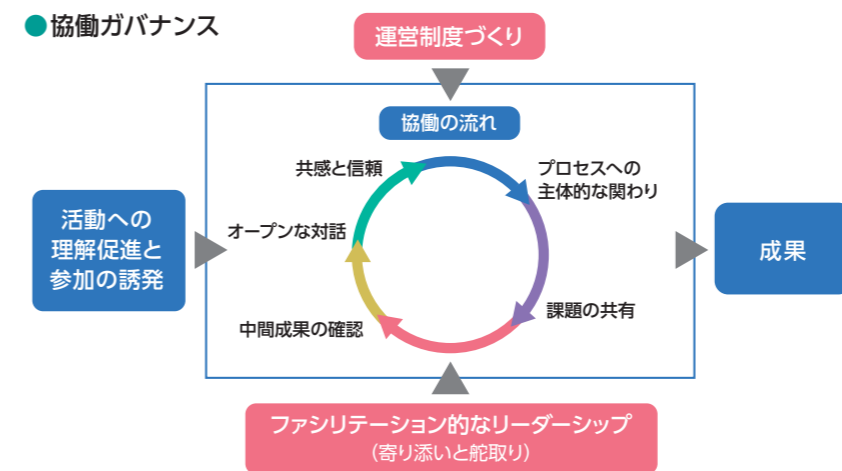 ●協働ガバナンス
運営制度づくり
協働の流れ
共感と信頼
プロセスへの
主体的な関わり
活動への
理解促進と
参加の誘発
オープンな対話
成果
課題の共有
中間成果の確認
ファシリテーション的なリーダーシップ
（寄り添いと舵取り）